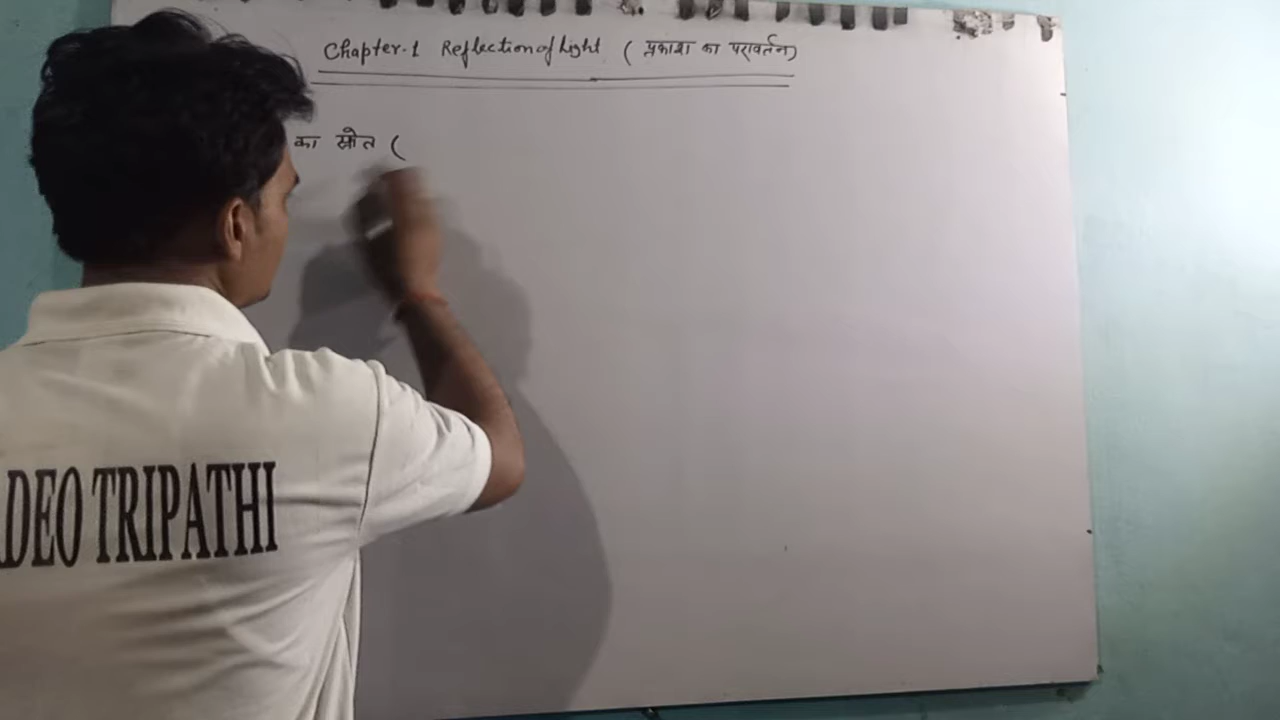 Chapter-1 Reflection of Light (प्रकाश का परावर्तन)
का स्रोत (
DEO TRIPATHI